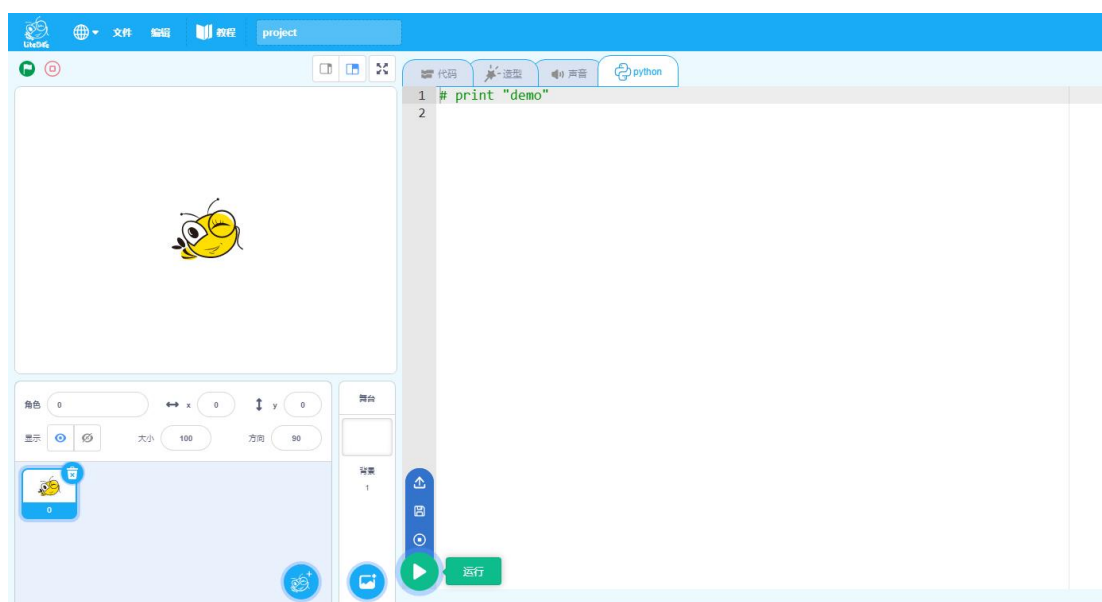 LiteBee
文件 编辑 教程 project
代码 造型 声音 python
1 # print "demo"
2
角色 0 x 0 y 0
显示 大小 100 方向 90
0
舞台
背景
1
运行